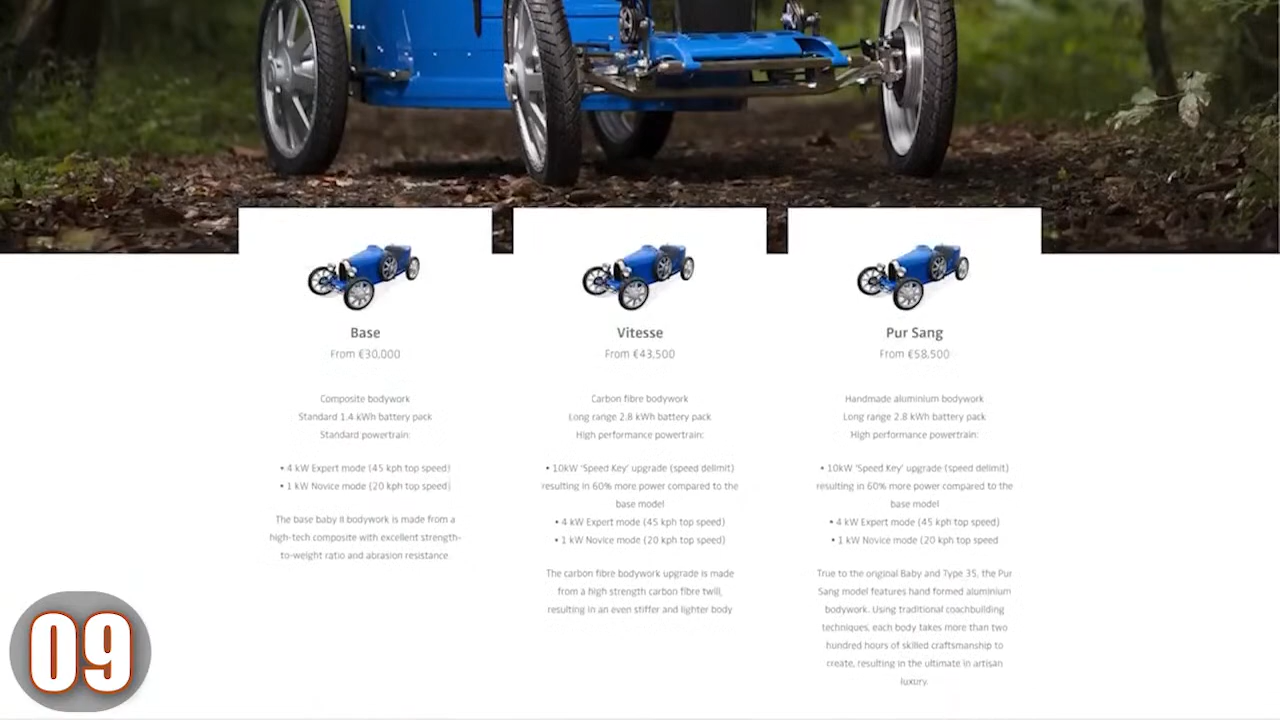 Base
From €30,000
Composite bodywork
Standard 1.4 kWh battery pack
Standard powertrain:
• 4 kW Expert mode (45 kph top speed)
• 1 kW Novice mode (20 kph top speed)
The base baby II bodywork is made from a
high-tech composite with excellent strength-
to-weight ratio and abrasion resistance.
Vitesse
From €43,500
Carbon fibre bodywork
Long range 2.8 kWh battery pack
High performance powertrain:
• 10kW 'Speed Key' upgrade (speed delimit)
resulting in 60% more power compared to the
base model
• 4 kW Expert mode (45 kph top speed)
• 1 kW Novice mode (20 kph top speed)
The carbon fibre bodywork upgrade is made
from a high strength carbon fibre twill,
resulting in an even stiffer and lighter body
Pur Sang
From €58,500
Handmade aluminium bodywork
Long range 2.8 kWh battery pack
High performance powertrain:
• 10kW 'Speed Key' upgrade (speed delimit)
resulting in 60% more power compared to the
base model
• 4 kW Expert mode (45 kph top speed)
• 1 kW Novice mode (20 kph top speed
True to the original Baby and Type 35, the Pur
Sang model features hand formed aluminium
bodywork. Using traditional coachbuilding
techniques, each body takes more than two
hundred hours of skilled craftsmanship to
create, resulting in the ultimate in artisan
luxury.
09